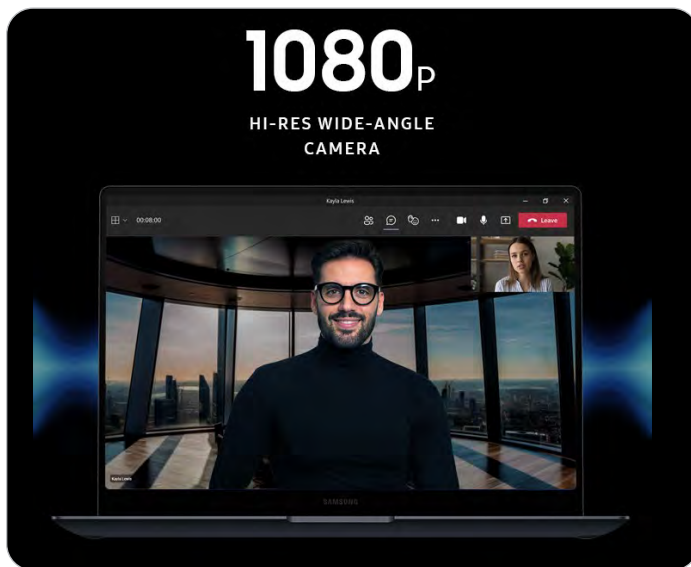 1080P
HI-RES WIDE-ANGLE
CAMERA
Kayla Lewis
00:08:00
Leave
Kayla Lewis
SAMSUNG